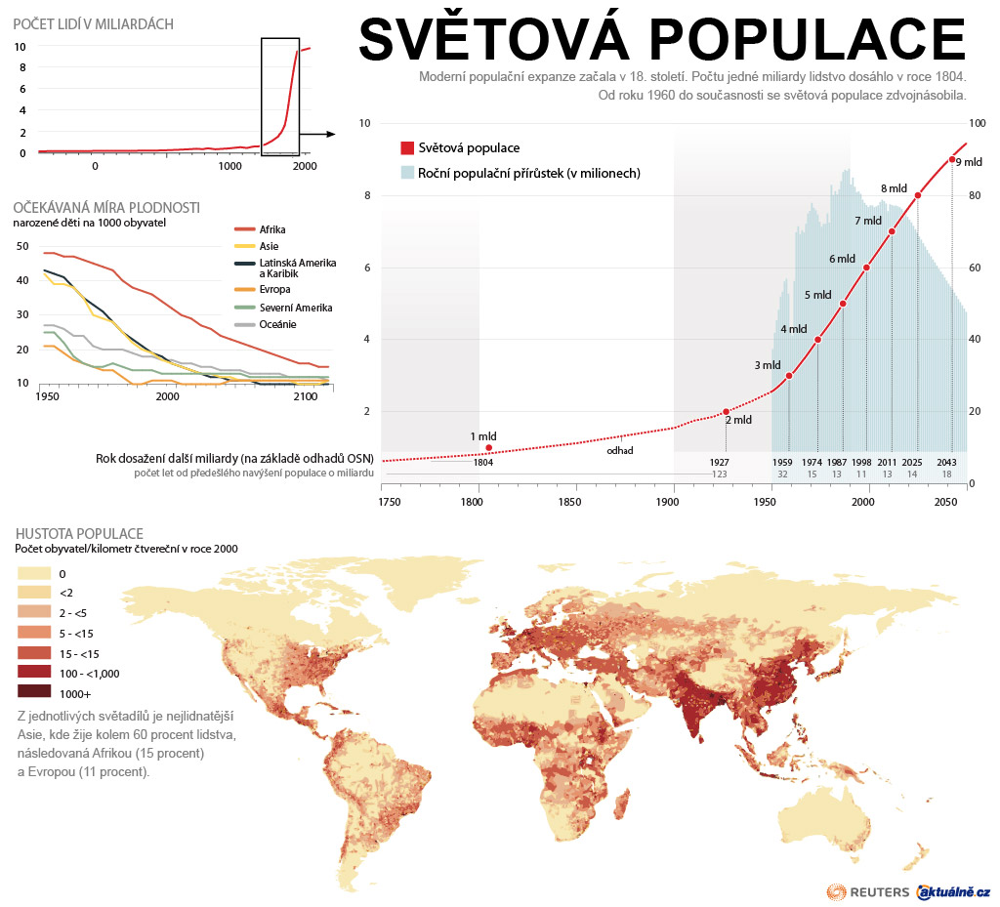 SVĚTOVÁ POPULACE
Moderní populační expanze začala v 18. století. Počtu jedné miliardy lidstvo dosáhlo v roce 1804.
Od roku 1960 do současnosti se světová populace zdvojnásobila.
POČET LIDÍ V MILIARDÁCH
10
8
6
4
2
0
0 1000 2000
OČEKÁVANÁ MÍRA PLODNOSTI
narozené děti na 1000 obyvatel
50
40
30
20
10
1950 2000 2100
Afrika
Asie
Latinská Amerika
a Karibik
Evropa
Severní Amerika
Oceánie
10 100
Světová populace
Roční populační přírůstek (v milionech)
8 80
6 60
4 40
2 20
0
1 mld
odhad
2 mld
3 mld
4 mld
5 mld
6 mld
7 mld
8 mld
9 mld
Rok dosažení další miliardy (na základě odhadů OSN)
1804 1927 1959 1974 1987 1998 2011 2025 2043
počet let od předešlého navýšení populace o miliardu
123 32 15 13 11 13 14 18
1750 1800 1850 1900 1950 2000 2050
HUSTOTA POPULACE
Počet obyvatel/kilometr čtvereční v roce 2000
0
<2
2 - <5
5 - <15
15 - <15
100 - <1,000
1000+
Z jednotlivých světadílů je nejlidnatější
Asie, kde žije kolem 60 procent lidstva,
následovaná Afrikou (15 procent)
a Evropou (11 procent).
REUTERS aktuálně.cz